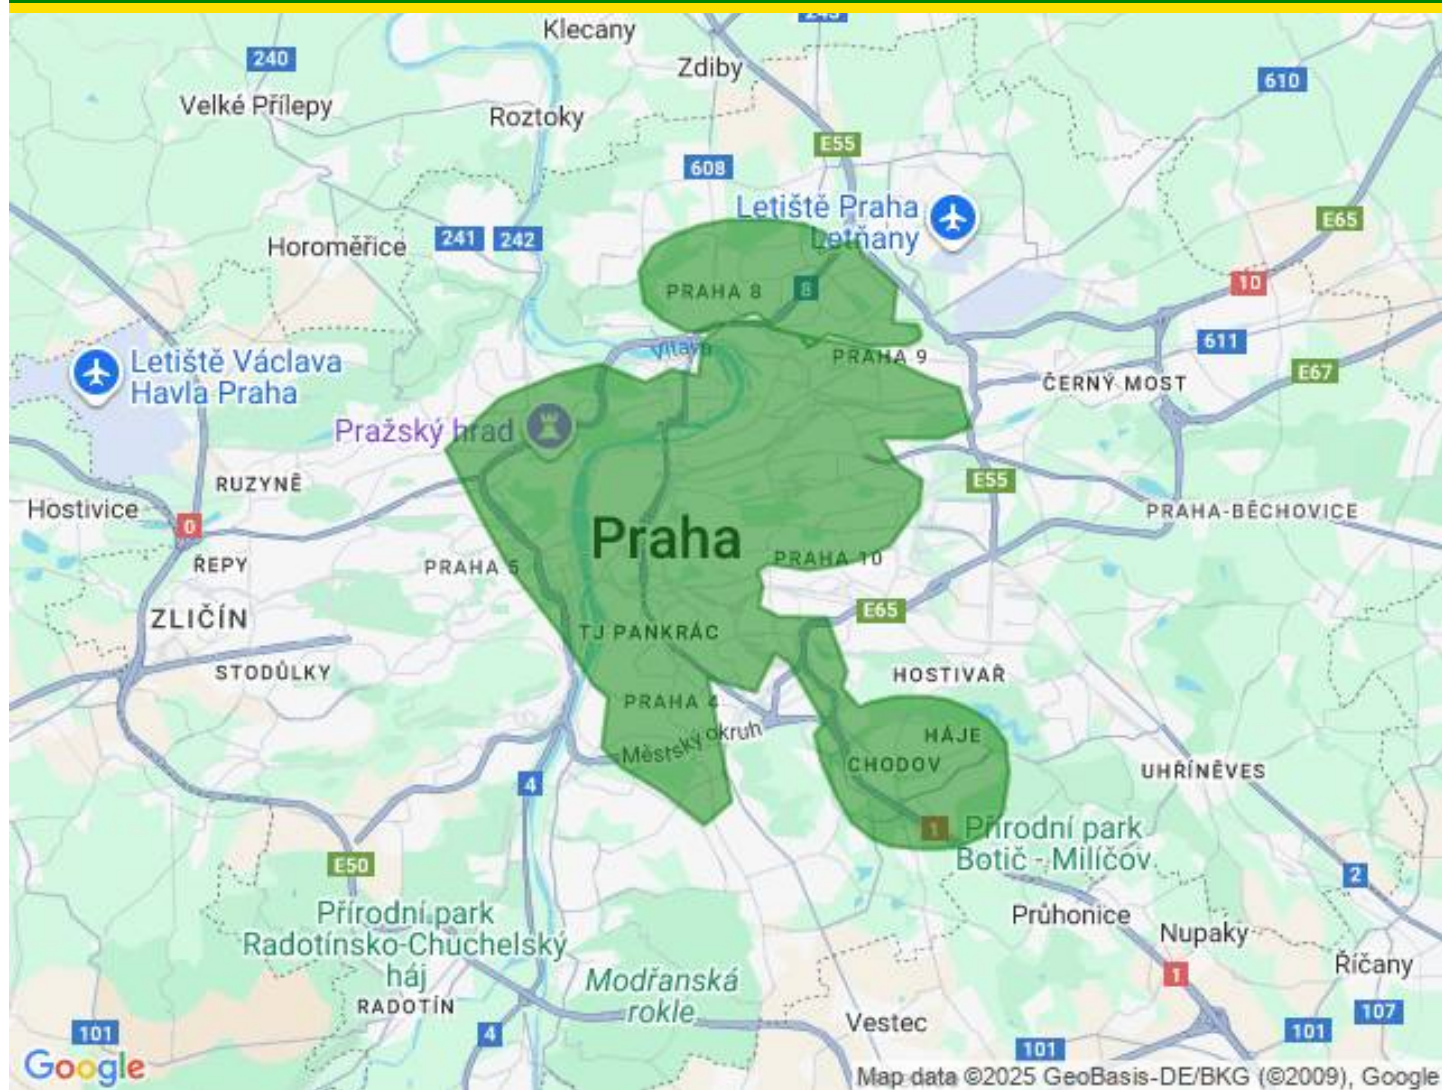 243
Klecany
240
Zdiby
610
Velké Přílepy
Roztoky
E55
608
Letiště Praha
Letňany
E65
Horoměřice
241
242
PRAHA 8
8
10
611
Vltava
PRAHA 9
Letiště Václava
Havla Praha
E67
ČERNÝ MOST
Pražský hrad
RUZYNĚ
E55
Hostivice
PRAHA-BĚCHOVICE
0
Praha
ŘEPY
PRAHA 5
PRAHA 10
ZLIČÍN
E65
TJ PANKRÁC
STODŮLKY
HOSTIVAŘ
PRAHA 4
Městský okruh
HÁJE
CHODOV
UHŘÍNĚVES
4
1
Přírodní park
Botič - Milíčov
E50
2
Přírodní park
Radotínsko-Chuchelský
háj
Průhonice
Nupaky
Říčany
1
Modřanská
rokle
RADOTÍN
107
Vestec
101
4
101
101
Google
Map data ©2025 GeoBasis-DE/BKG (©2009), Google